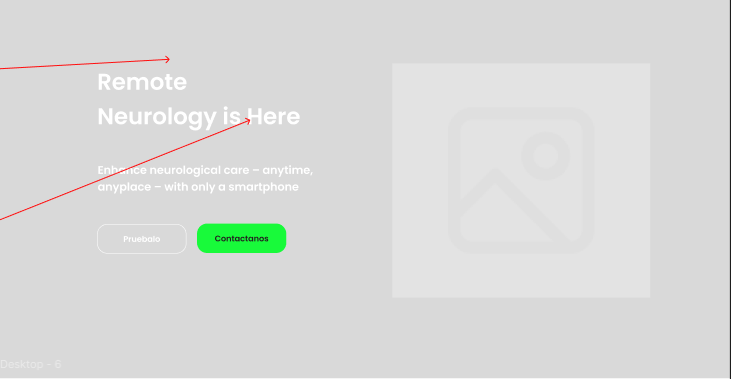 Remote
Neurology is Here
Enhance neurological care – anytime,
anyplace – with only a smartphone
Pruebalo
Contactanos
Desktop - 6